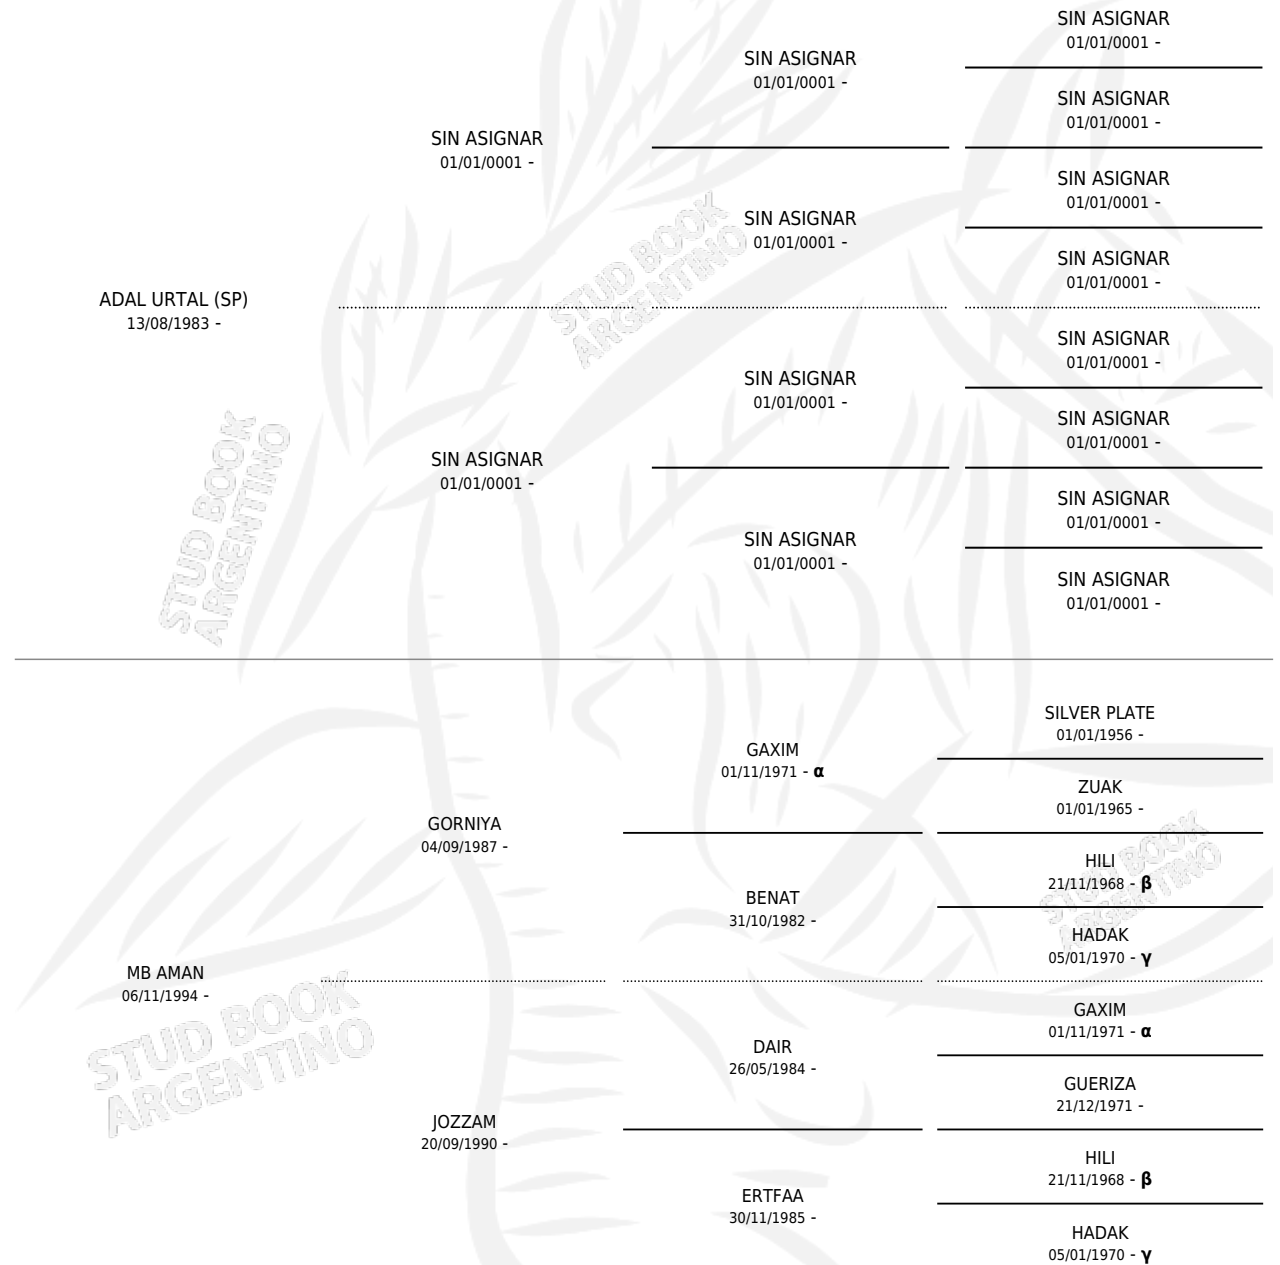 SIN ASIGNAR
01/01/0001 -
SIN ASIGNAR
01/01/0001 -
SIN ASIGNAR
01/01/0001 -
SIN ASIGNAR
01/01/0001 -
SIN ASIGNAR
01/01/0001 -
SIN ASIGNAR
01/01/0001 -
SIN ASIGNAR
01/01/0001 -
ADAL URTAL (SP)
13/08/1983 -
SIN ASIGNAR
01/01/0001 -
SIN ASIGNAR
01/01/0001 -
SIN ASIGNAR
01/01/0001 -
SIN ASIGNAR
01/01/0001 -
SIN ASIGNAR
01/01/0001 -
SIN ASIGNAR
01/01/0001 -
SIN ASIGNAR
01/01/0001 -
STUD BOOK
ARGENTINO
STUD BOOK
ARGENTINO
SILVER PLATE
01/01/1956 -
GAXIM
01/11/1971 - α
ZUAK
01/01/1965 -
GORNIYA
04/09/1987 -
HILI
21/11/1968 - β
BENAT
31/10/1982 -
HADAK
05/01/1970 - γ
STUD BOOK
ARGENTINO
MB AMAN
06/11/1994 -
STUD BOOK
ARGENTINO
GAXIM
01/11/1971 - α
DAIR
26/05/1984 -
GUERIZA
21/12/1971 -
JOZZAM
20/09/1990 -
HILI
21/11/1968 - β
ERTFAA
30/11/1985 -
HADAK
05/01/1970 - γ